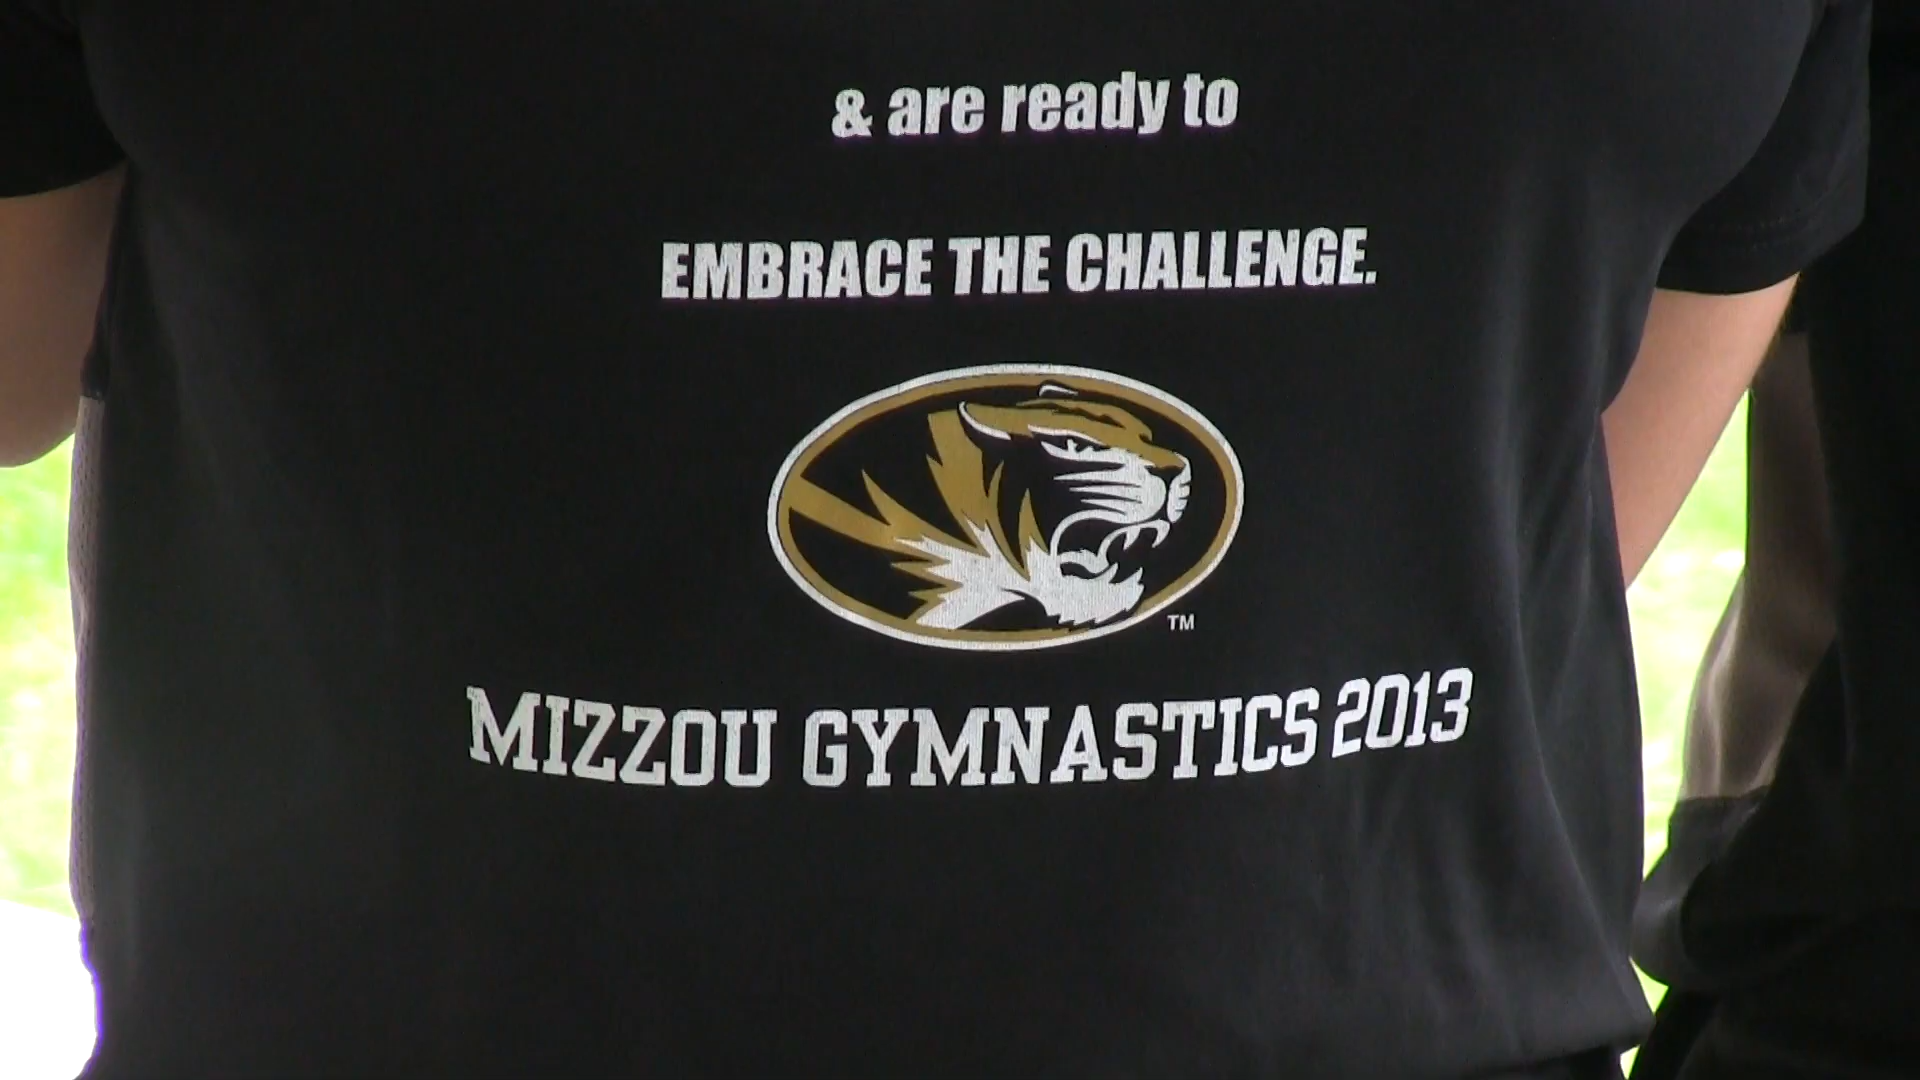 & are ready to
EMBRACE THE CHALLENGE.
TM
MIZZOU GYMNASTICS 2013